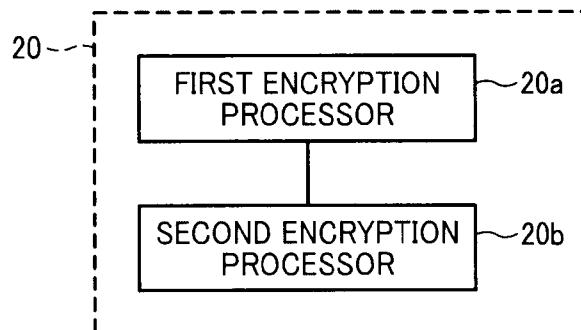 20
FIRST ENCRYPTION
PROCESSOR
20a
SECOND ENCRYPTION
PROCESSOR
20b